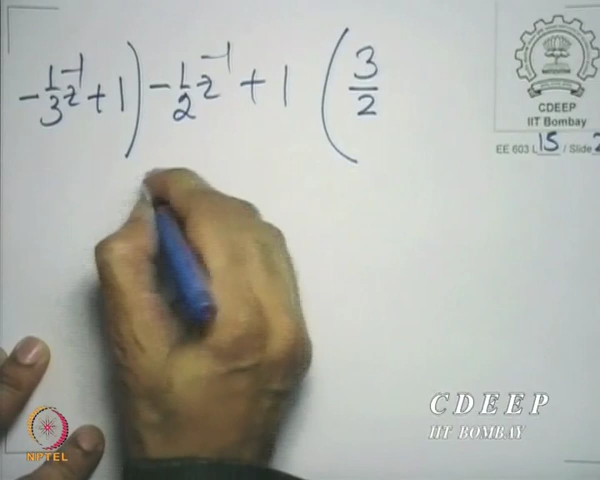 -1/3 z^-1 + 1 ) -1/2 z^-1 + 1 ( 3/2
CDEEP
IIT Bombay
EE 603 L 15 / Slide 2
CDEEP
IIT BOMBAY
NPTEL